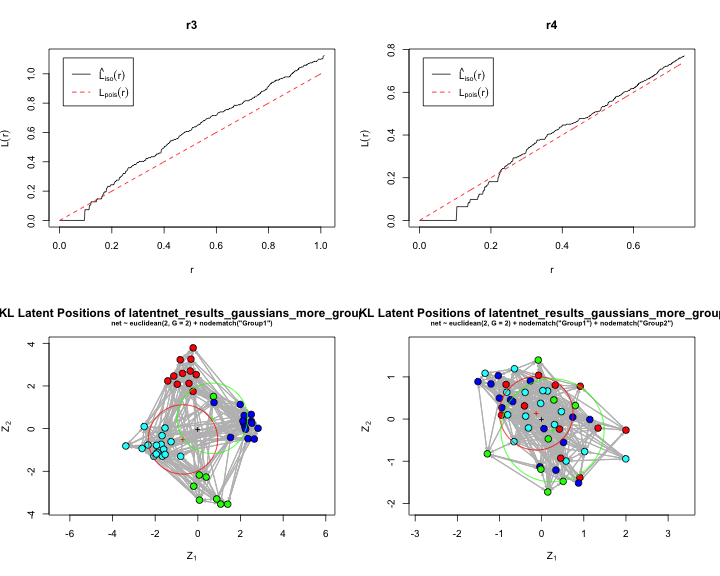 r3
L̂iso(r)
Lpois(r)
L(r)
0.0 0.2 0.4 0.6 0.8 1.0
0.0 0.2 0.4 0.6 0.8 1.0
r
r4
L̂iso(r)
Lpois(r)
L(r)
0.0 0.2 0.4 0.6 0.8
0.0 0.2 0.4 0.6
r
KL Latent Positions of latentnet_results_gaussians_more_group
net ~ euclidean(2, G = 2) + nodematch("Group1")
Z2
-4 -2 0 2 4
-6 -4 -2 0 2 4 6
Z1
KL Latent Positions of latentnet_results_gaussians_more_group
net ~ euclidean(2, G = 2) + nodematch("Group1") + nodematch("Group2")
Z2
-2 -1 0 1
-3 -2 -1 0 1 2 3
Z1